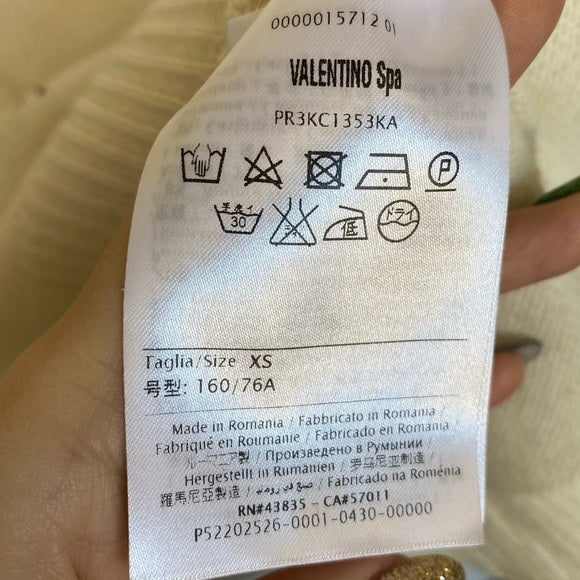 0000015712 01
VALENTINO Spa
PR3KC1353KA
P
手洗イ
30
低
ドライ
Taglia/Size XS
号型: 160/76A
Made in Romania / Fabbricato in Romania /
Fabriqué en Roumanie / Fabricado en Romania /
ルーマニア製 / Произведено в Румынии /
Hergestellt in Rumänien / 罗马尼亚制造 /
羅馬尼亞製造 / صنع في رومانيا / Fabricado na Roménia
RN#43835 - CA#57011
P52202526-0001-0430-00000